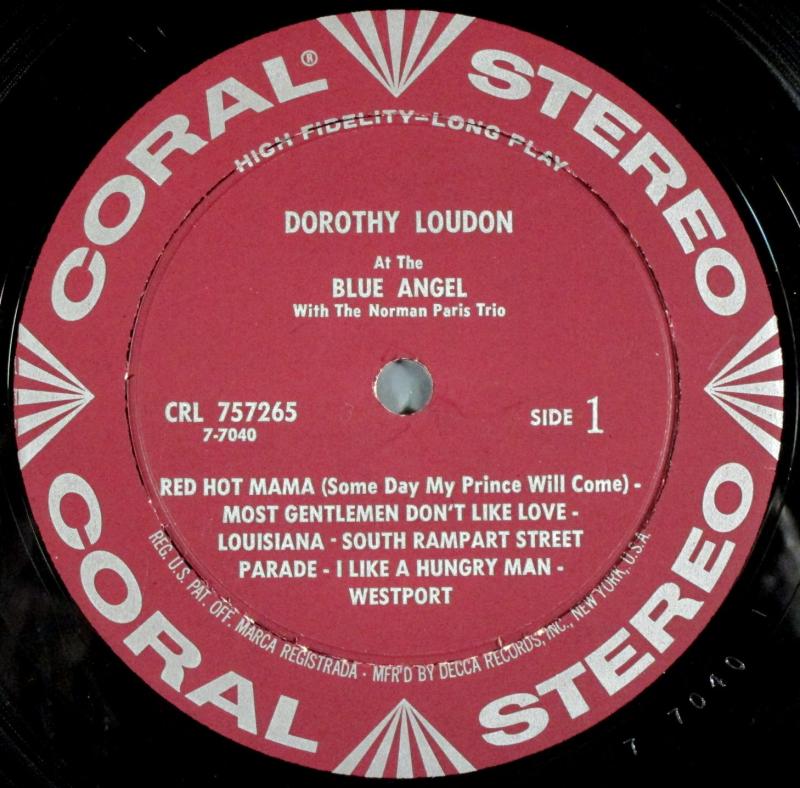 CORAL® STEREO
HIGH FIDELITY–LONG PLAY
DOROTHY LOUDON
At The
BLUE ANGEL
With The Norman Paris Trio
CRL 757265
7-7040
SIDE 1
RED HOT MAMA (Some Day My Prince Will Come) -
MOST GENTLEMEN DON'T LIKE LOVE -
LOUISIANA - SOUTH RAMPART STREET
PARADE - I LIKE A HUNGRY MAN -
WESTPORT
REG. U.S. PAT. OFF. MARCA REGISTRADA · MFR'D BY DECCA RECORDS, INC., NEW YORK, U.S.A.
CORAL STEREO
7 7040